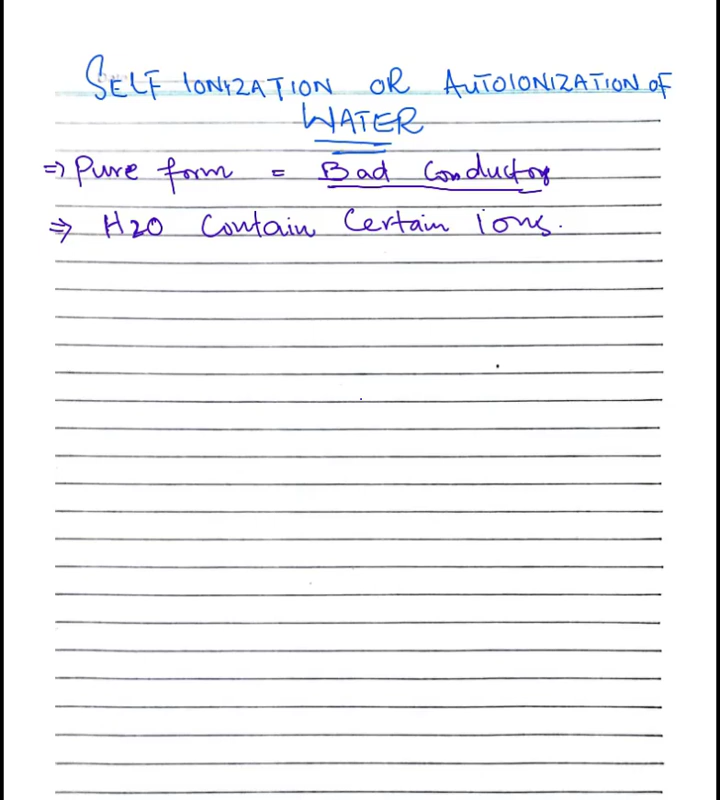 SELF IONIZATION OR AUTOIONIZATION OF
WATER
⇒ Pure form = Bad Conductor
⇒ H2O Contain Certain ions.